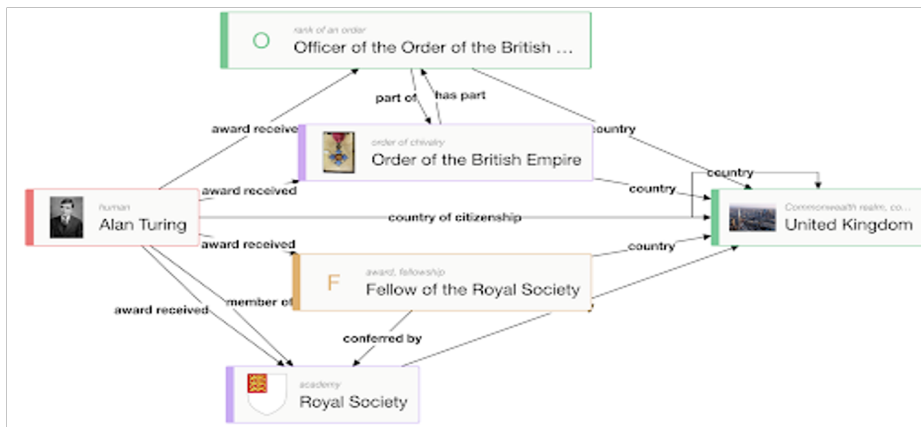 rank of an order
O
Officer of the Order of the British ...
part of
has part
award receive
country
order of chivalry
Order of the British Empire
award received
country
country
human
Alan Turing
country of citizenship
Commonwealth realm, co...
United Kingdom
award received
country
award, fellowship
F
Fellow of the Royal Society
award received
member of
conferred by
academy
Royal Society